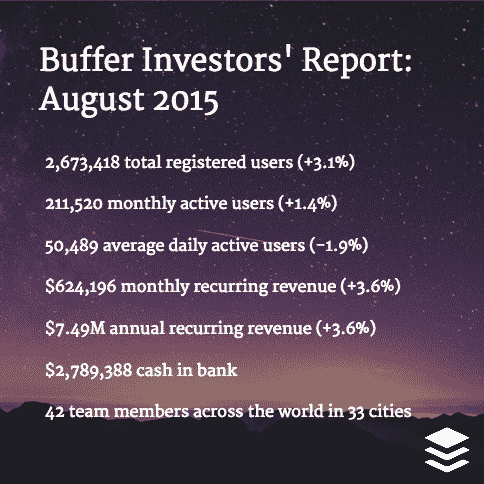 Buffer Investors' Report:
August 2015
2,673,418 total registered users (+3.1%)
211,520 monthly active users (+1.4%)
50,489 average daily active users (−1.9%)
$624,196 monthly recurring revenue (+3.6%)
$7.49M annual recurring revenue (+3.6%)
$2,789,388 cash in bank
42 team members across the world in 33 cities